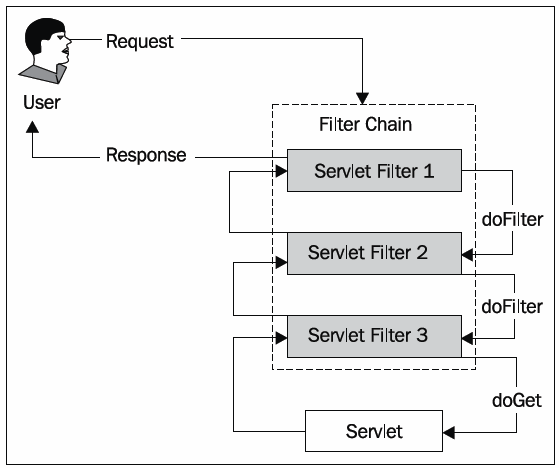 Request
User
Filter Chain
Response
Servlet Filter 1
doFilter
Servlet Filter 2
doFilter
Servlet Filter 3
doGet
Servlet